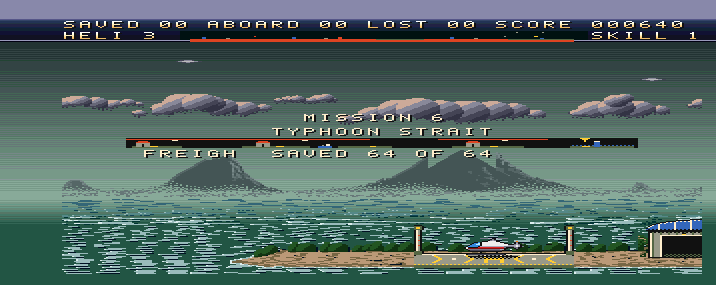 SAVED 00 ABOARD 00 LOST 00 SCORE 000640
HELI 3 SKILL 1
MISSION 6
TYPHOON STRAIT
FREIGH SAVED 64 OF 64